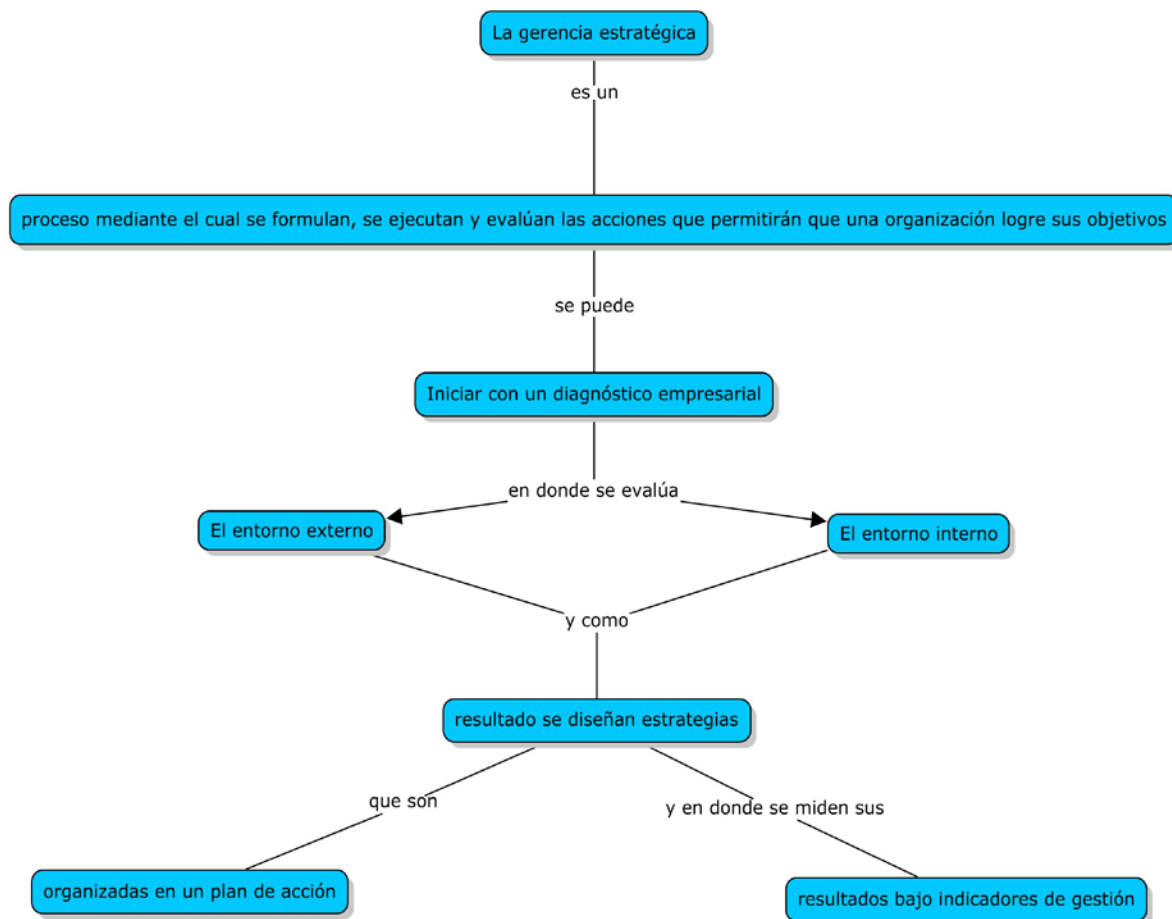 La gerencia estratégica
es un
proceso mediante el cual se formulan, se ejecutan y evalúan las acciones que permitirán que una organización logre sus objetivos
se puede
Iniciar con un diagnóstico empresarial
en donde se evalúa
El entorno externo
El entorno interno
y como
resultado se diseñan estrategias
que son
y en donde se miden sus
organizadas en un plan de acción
resultados bajo indicadores de gestión